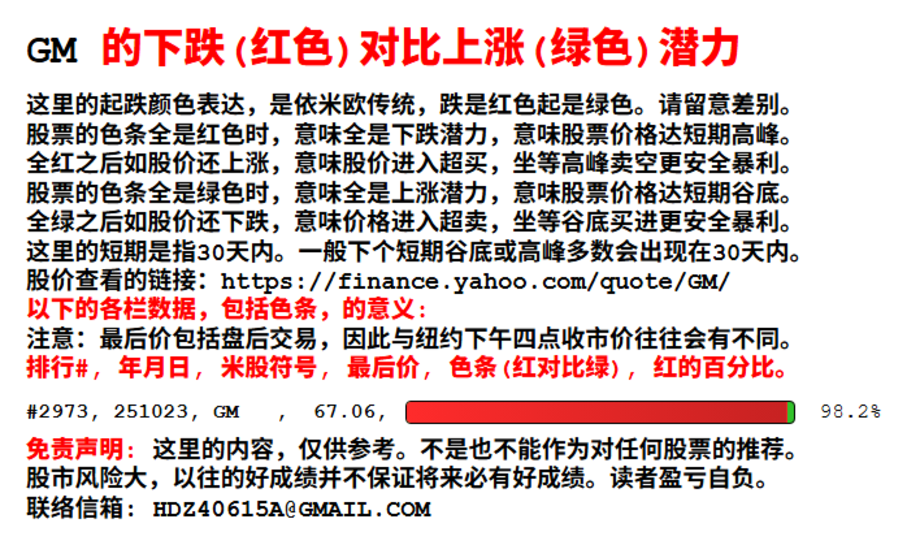 GM 的下跌(红色)对比上涨(绿色)潜力
这里的起跌颜色表达，是依米欧传统，跌是红色起是绿色。请留意差别。
股票的色条全是红色时，意味全是下跌潜力，意味股票价格达短期高峰。
全红之后如股价还上涨，意味股价进入超买，坐等高峰卖空更安全暴利。
股票的色条全是绿色时，意味全是上涨潜力，意味股票价格达短期谷底。
全绿之后如股价还下跌，意味价格进入超卖，坐等谷底买进更安全暴利。
这里的短期是指30天内。一般下个短期谷底或高峰多数会出现在30天内。
股价查看的链接：https://finance.yahoo.com/quote/GM/
以下的各栏数据，包括色条，的意义：
注意：最后价包括盘后交易，因此与纽约下午四点收市价往往会有不同。
排行#, 年月日, 米股符号, 最后价, 色条(红对比绿), 红的百分比。
#2973, 251023, GM   ,  67.06,  98.2%
免责声明: 这里的内容，仅供参考。不是也不能作为对任何股票的推荐。
股市风险大，以往的好成绩并不保证将来必有好成绩。读者盈亏自负。
联络信箱: HDZ40615A@GMAIL.COM